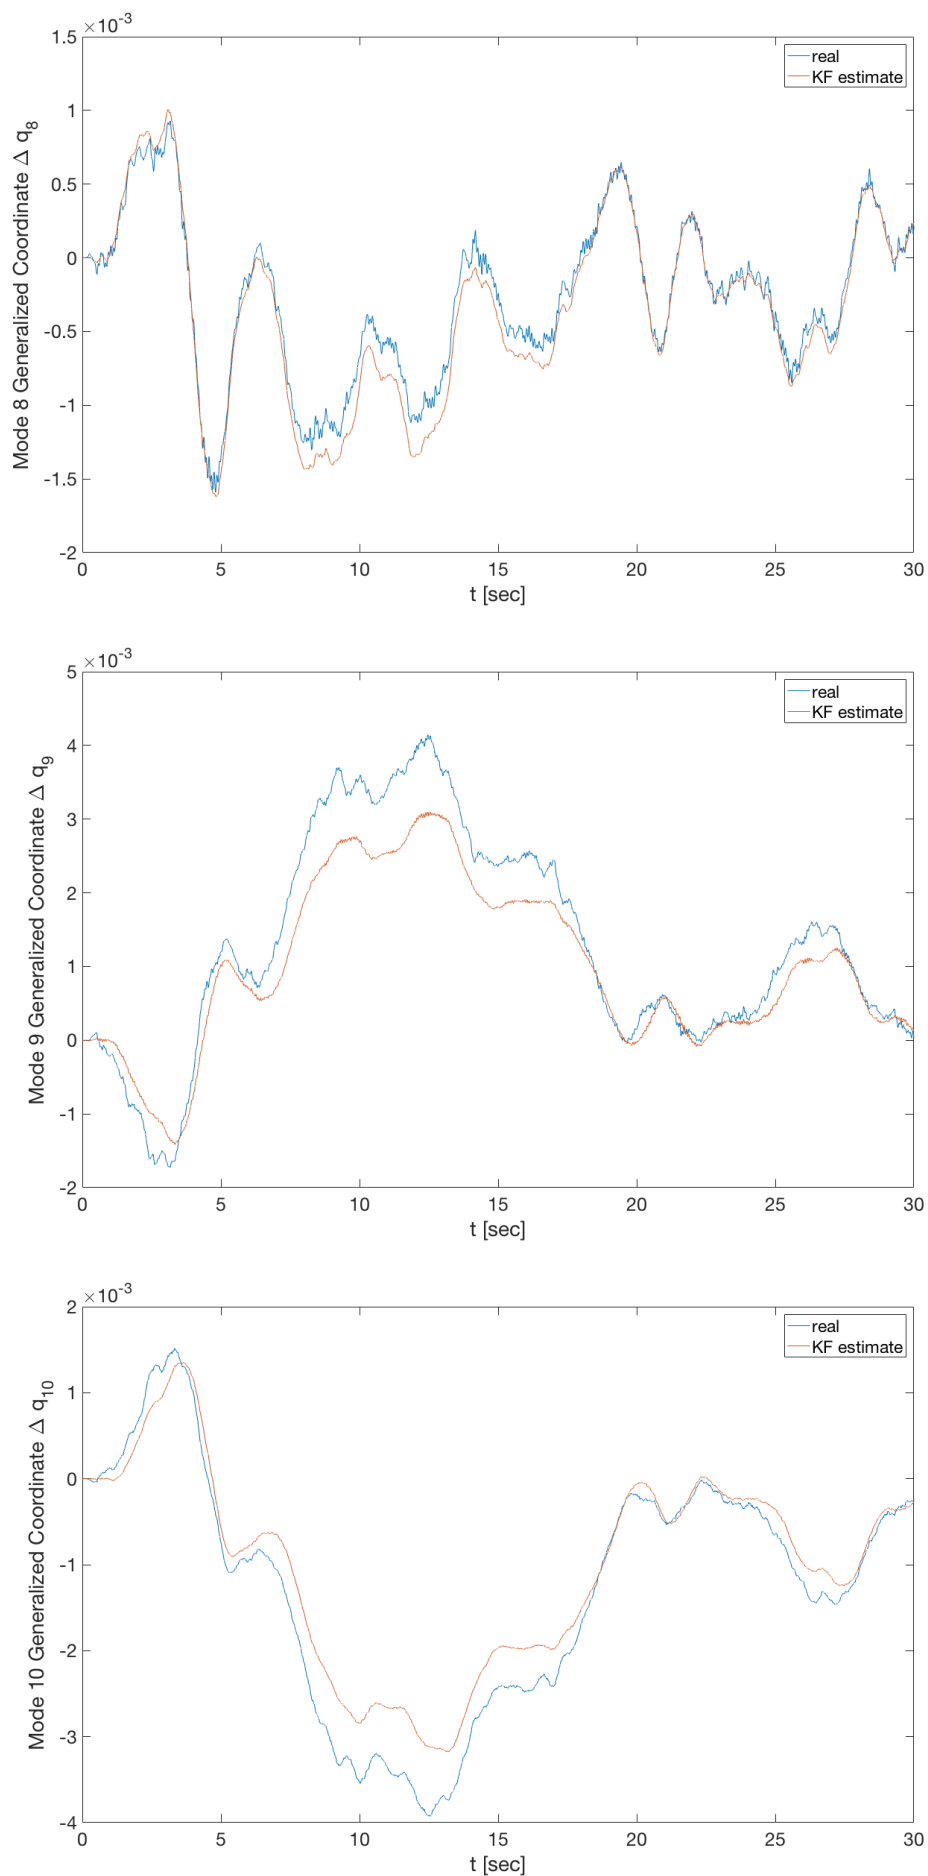 ×10⁻³
1.5
1
0.5
0
-0.5
-1
-1.5
-2
Mode 8 Generalized Coordinate Δ q₈
real
KF estimate
0 5 10 15 20 25 30
t [sec]
×10⁻³
5
4
3
2
1
0
-1
-2
Mode 9 Generalized Coordinate Δ q₉
real
KF estimate
0 5 10 15 20 25 30
t [sec]
×10⁻³
2
1
0
-1
-2
-3
-4
Mode 10 Generalized Coordinate Δ q₁₀
real
KF estimate
0 5 10 15 20 25 30
t [sec]